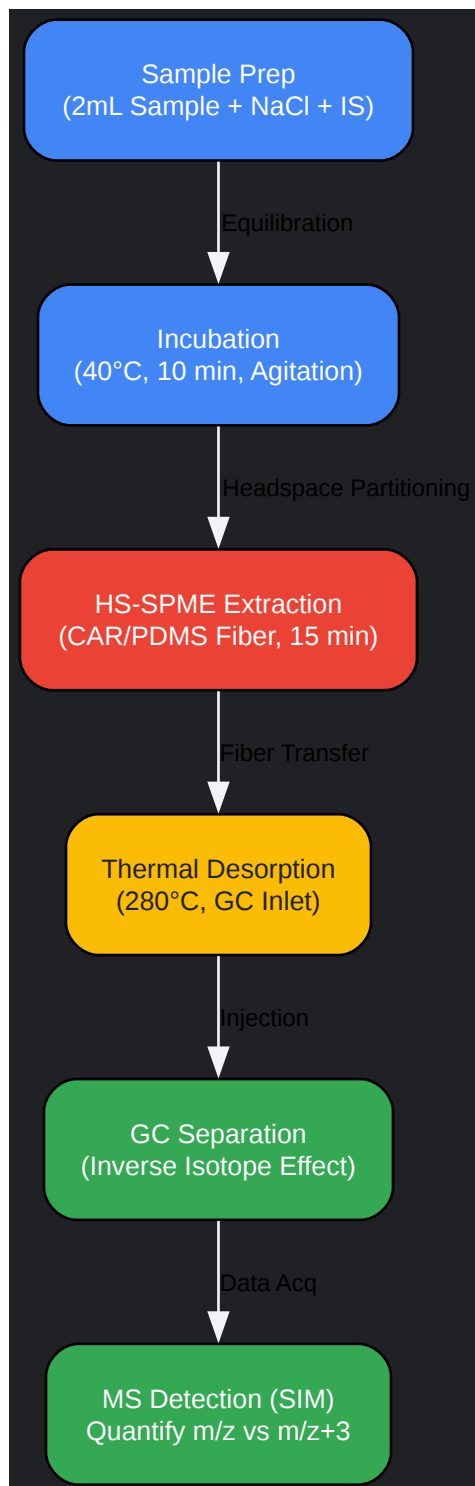 Sample Prep
(2mL Sample + NaCl + IS)
Equilibration
Incubation
(40°C, 10 min, Agitation)
Headspace Partitioning
HS-SPME Extraction
(CAR/PDMS Fiber, 15 min)
Fiber Transfer
Thermal Desorption
(280°C, GC Inlet)
Injection
GC Separation
(Inverse Isotope Effect)
Data Acq
MS Detection (SIM)
Quantify m/z vs m/z+3